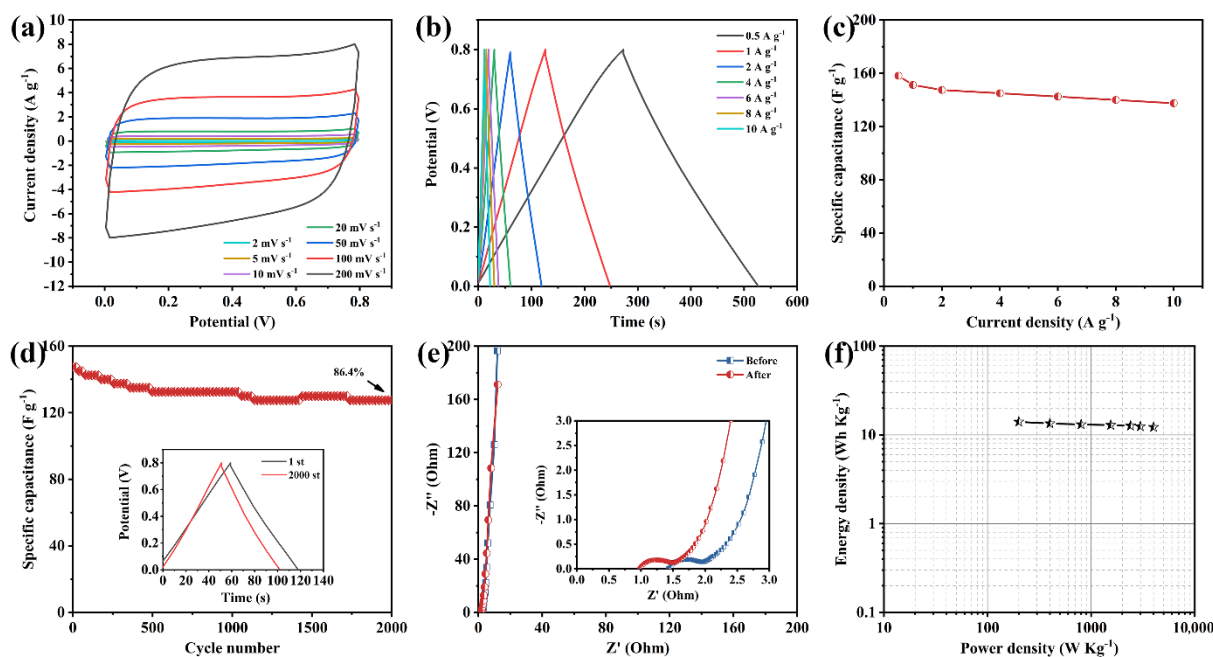 (a)
Current density (A g⁻¹)
12
10
8
6
4
2
0
-2
-4
-6
-8
-10
-12
20 mV s⁻¹
2 mV s⁻¹
50 mV s⁻¹
5 mV s⁻¹
100 mV s⁻¹
10 mV s⁻¹
200 mV s⁻¹
0.0 0.2 0.4 0.6 0.8
Potential (V)
(b)
Potential (V)
0.8
0.6
0.4
0.2
0.0
0.5 A g⁻¹
1 A g⁻¹
2 A g⁻¹
4 A g⁻¹
6 A g⁻¹
8 A g⁻¹
10 A g⁻¹
0 100 200 300 400 500 600
Time (s)
(c)
Specific capacitance (F g⁻¹)
200
160
120
80
40
0
0 2 4 6 8 10
Current density (A g⁻¹)
(d)
Specific capacitance (F g⁻¹)
160
130
100
60
30
0
86.4%
Potential (V)
0.8
0.6
0.4
0.2
0.0
1 st
2000 st
0 20 40 60 80 100 120 140
Time (s)
0 500 1000 1500 2000
Cycle number
(e)
-Z'' (Ohm)
200
160
120
80
40
0
Before
After
-Z'' (Ohm)
3.0
2.5
2.0
1.5
1.0
0.5
0.0
0.0 0.5 1.0 1.5 2.0 2.5 3.0
Z' (Ohm)
0 40 80 120 160 200
Z' (Ohm)
(f)
Energy density (Wh Kg⁻¹)
100
10
1
0.1
10 100 1000 10,000
Power density (W Kg⁻¹)